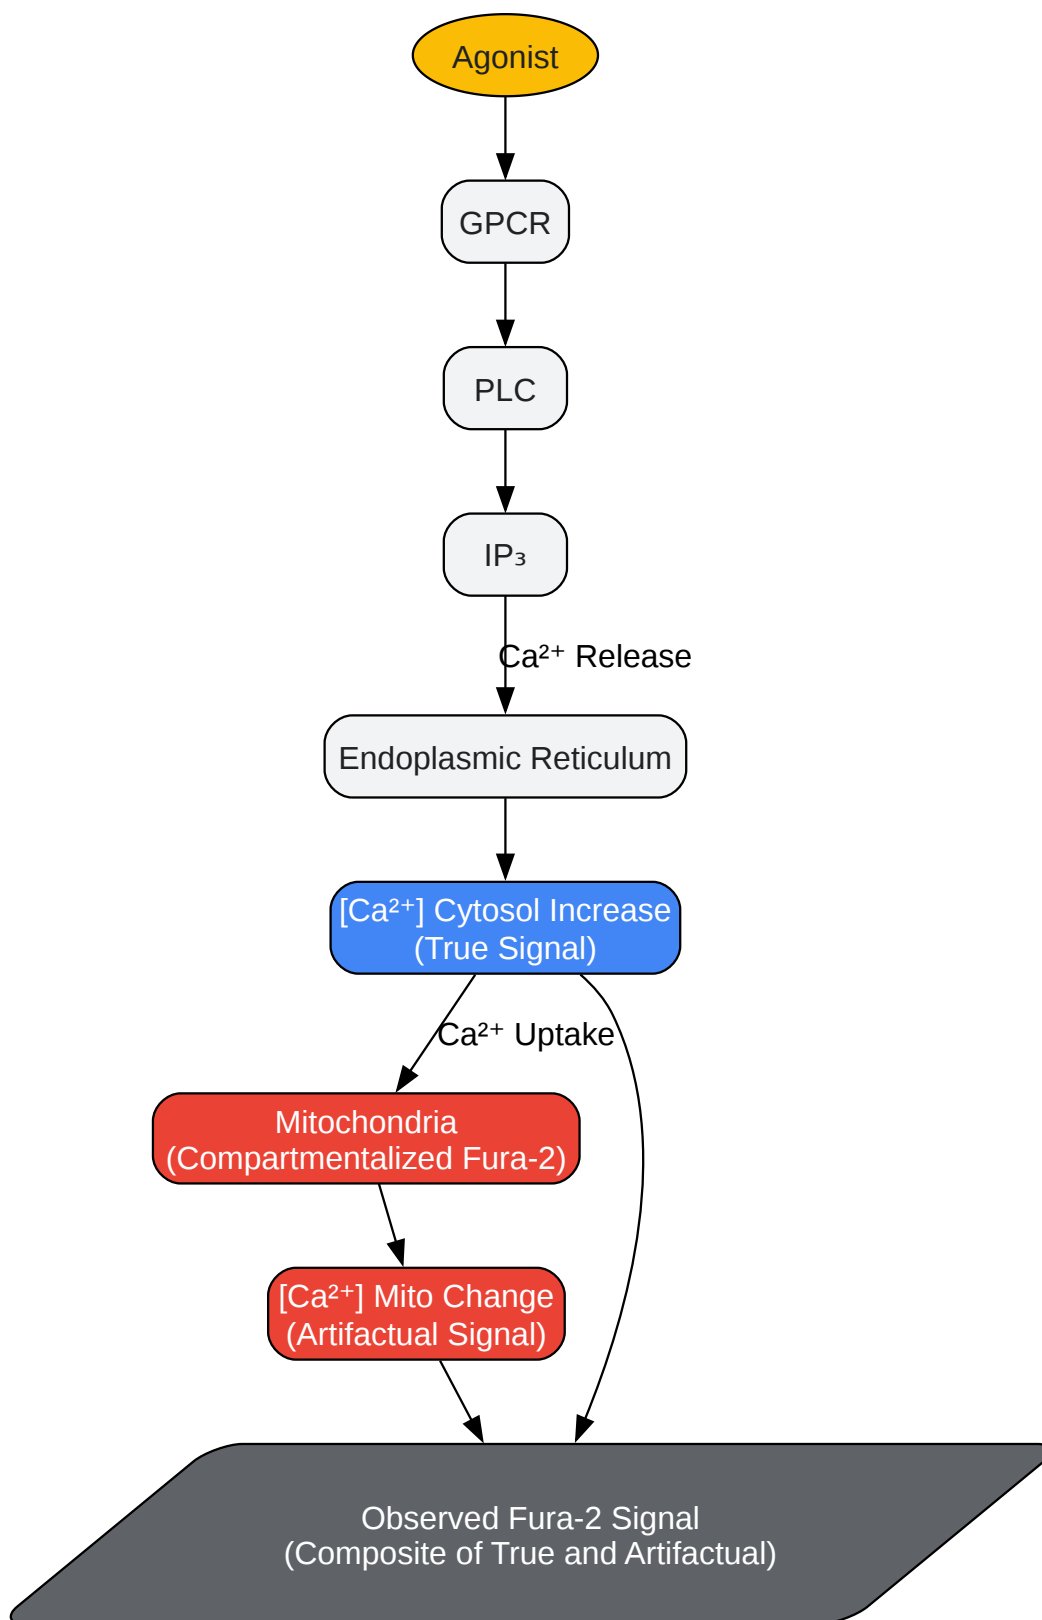 Agonist
GPCR
PLC
IP₃
Ca²⁺ Release
Endoplasmic Reticulum
[Ca²⁺] Cytosol Increase
(True Signal)
Ca²⁺ Uptake
Mitochondria
(Compartmentalized Fura-2)
[Ca²⁺] Mito Change
(Artifactual Signal)
Observed Fura-2 Signal
(Composite of True and Artifactual)